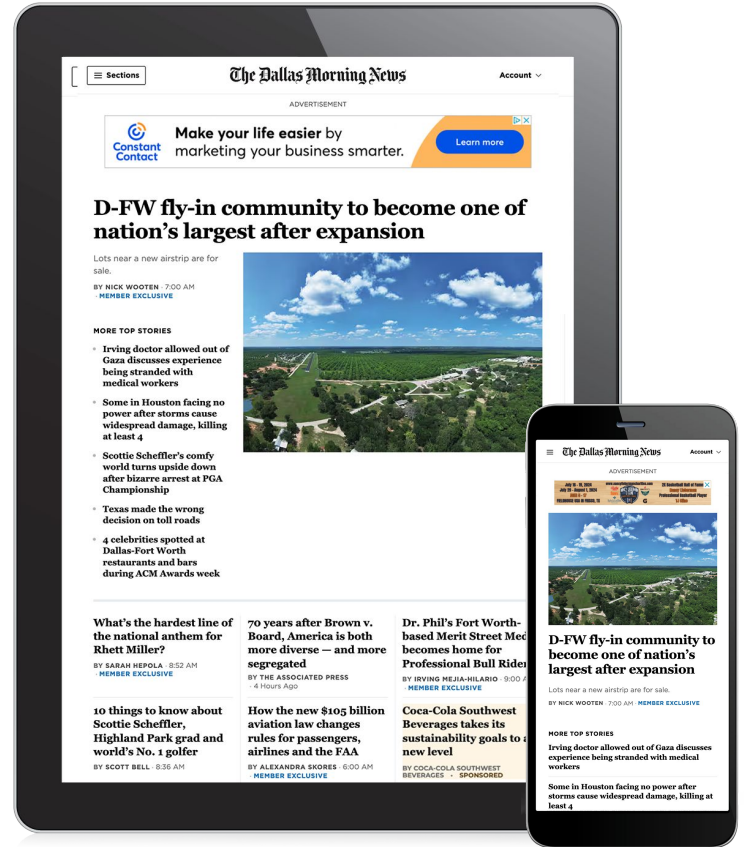 Sections
The Dallas Morning News
Account
ADVERTISEMENT
Constant
Contact
Make your life easier by
marketing your business smarter.
Learn more
D-FW fly-in community to become one of
nation's largest after expansion
Lots near a new airstrip are for
sale.
BY NICK WOOTEN · 7:00 AM
· MEMBER EXCLUSIVE
MORE TOP STORIES
Irving doctor allowed out of
Gaza discusses experience
being stranded with
medical workers
Some in Houston facing no
power after storms cause
widespread damage, killing
at least 4
Scottie Scheffler's comfy
world turns upside down
after bizarre arrest at PGA
Championship
Texas made the wrong
decision on toll roads
4 celebrities spotted at
Dallas-Fort Worth
restaurants and bars
during ACM Awards week
What's the hardest line of
the national anthem for
Rhett Miller?
BY SARAH HEPOLA · 8:52 AM
· MEMBER EXCLUSIVE
70 years after Brown v.
Board, America is both
more diverse — and more
segregated
BY THE ASSOCIATED PRESS
· 4 Hours Ago
Dr. Phil's Fort Worth-
based Merit Street Med
becomes home for
Professional Bull Rider
BY IRVING MEJIA-HILARIO · 9:00 A
· MEMBER EXCLUSIVE
10 things to know about
Scottie Scheffler,
Highland Park grad and
world's No. 1 golfer
BY SCOTT BELL · 8:36 AM
How the new $105 billion
aviation law changes
rules for passengers,
airlines and the FAA
BY ALEXANDRA SKORES · 6:00 AM
· MEMBER EXCLUSIVE
Coca-Cola Southwest
Beverages takes its
sustainability goals to a
new level
BY COCA-COLA SOUTHWEST
BEVERAGES • SPONSORED
The Dallas Morning News
Account
ADVERTISEMENT
July 29 - August 1, 2024
Professional Basketball Player
D-FW fly-in community to
become one of nation's
largest after expansion
Lots near a new airstrip are for sale.
BY NICK WOOTEN · 7:00 AM · MEMBER EXCLUSIVE
MORE TOP STORIES
Irving doctor allowed out of Gaza discusses
experience being stranded with medical
workers
Some in Houston facing no power after
storms cause widespread damage, killing at
least 4